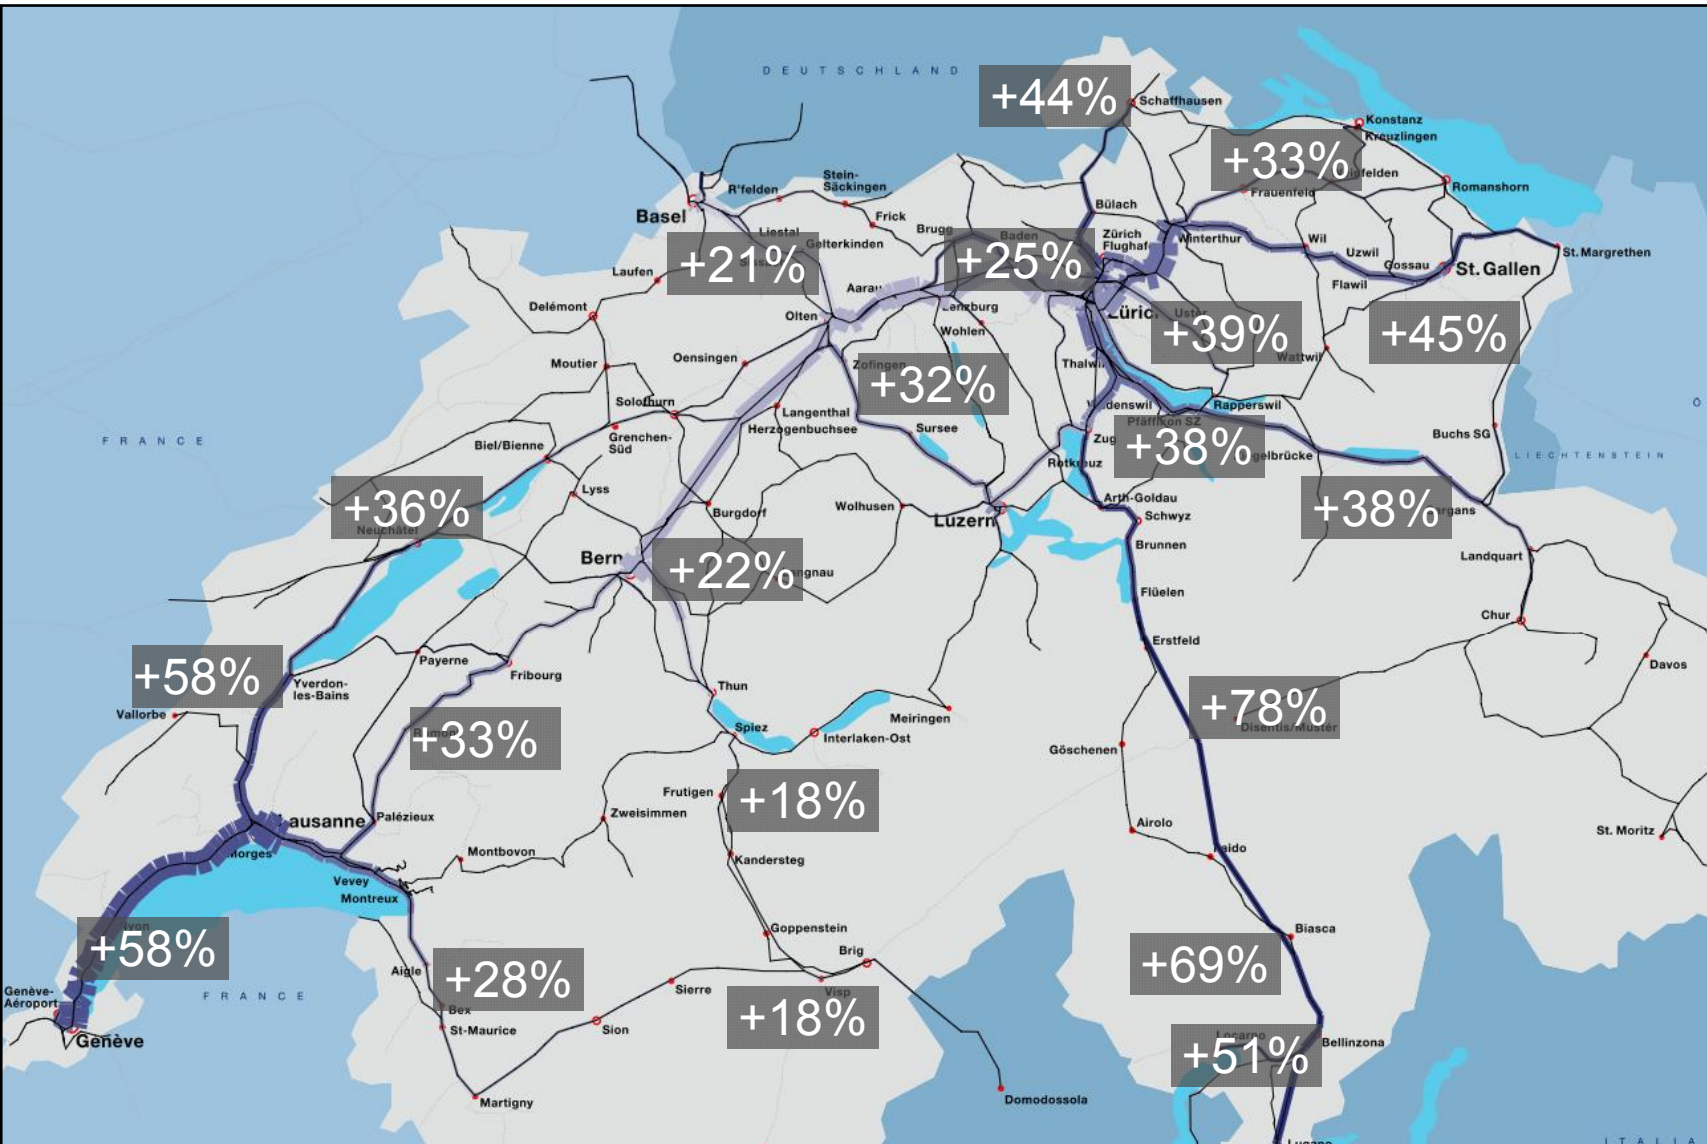 DEUTSCHLAND
+44%
Schaffhausen
Konstanz
Kreuzlingen
+33%
Frauenfeld
Romanshorn
Stein-
Säckingen
R'felden
Basel
Frick
Bülach
Liestal
Gelterkinden
Brugg
Baden
Zürich
Flughaf
Winterthur
Wil
Uzwil
St.Margrethen
+21%
+25%
Gossau
St.Gallen
Laufen
Flawil
Aarau
Delémont
Olten
Lenzburg
Wohlen
Uster
+39%
+45%
Oensingen
Moutier
Zofingen
Thalwil
Wattwil
+32%
Solothurn
Langenthal
Herzogenbuchsee
Rapperswil
Pfäffikon SZ
FRANCE
Grenchen-
Süd
Sursee
Zug
+38%
Buchs SG
LIECHTENSTEIN
Biel/Bienne
Rotkreuz
Lyss
+36%
Neuchâtel
Burgdorf
Wolhusen
Luzern
Arth-Goldau
Schwyz
+38%
Brunnen
Landquart
Bern
+22%
Flüelen
Chur
Erstfeld
+58%
Payerne
Fribourg
Davos
Yverdon-
les-Bains
Thun
Vallorbe
Spiez
Meiringen
+78%
Disentis/Mustér
+33%
Interlaken-Ost
Göschenen
Frutigen
+18%
Palézieux
Zweisimmen
Airolo
St. Moritz
Morges
Montbovon
Kandersteg
Vevey
Montreux
+58%
Goppenstein
Biasca
Brig
+69%
Aigle
+28%
Sierre
Visp
Genève-
Aéroport
FRANCE
Bex
St-Maurice
Sion
+18%
Genève
Locarno
+51%
Bellinzona
Martigny
Domodossola